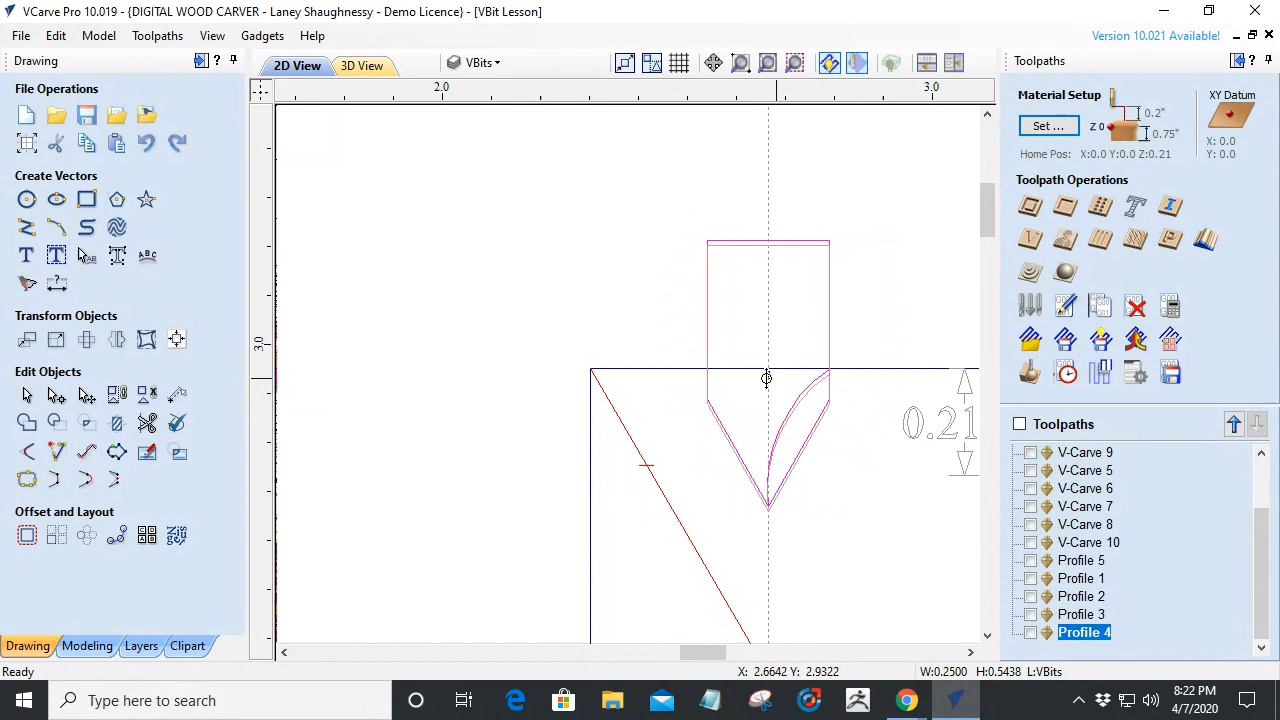 VCarve Pro 10.019 - {DIGITAL WOOD CARVER - Laney Shaughnessy - Demo Licence} - [VBit Lesson]
File Edit Model Toolpaths View Gadgets Help
Version 10.021 Available!
Drawing
?
2D View
3D View
VBits
Toolpaths
?
File Operations
Create Vectors
Transform Objects
Edit Objects
Offset and Layout
Drawing Modeling Layers Clipart
2.0
3.0
3.0
0.21
Material Setup
Set ...
Z 0
0.2"
0.75"
XY Datum
X: 0.0
Y: 0.0
Home Pos: X:0.0 Y:0.0 Z:0.21
Toolpath Operations
Toolpaths
V-Carve 9
V-Carve 5
V-Carve 6
V-Carve 7
V-Carve 8
V-Carve 10
Profile 5
Profile 1
Profile 2
Profile 3
Profile 4
Ready
X: 2.6642 Y: 2.9322
W:0.2500 H:0.5438 L:VBits
Type here to search
8:22 PM
4/7/2020